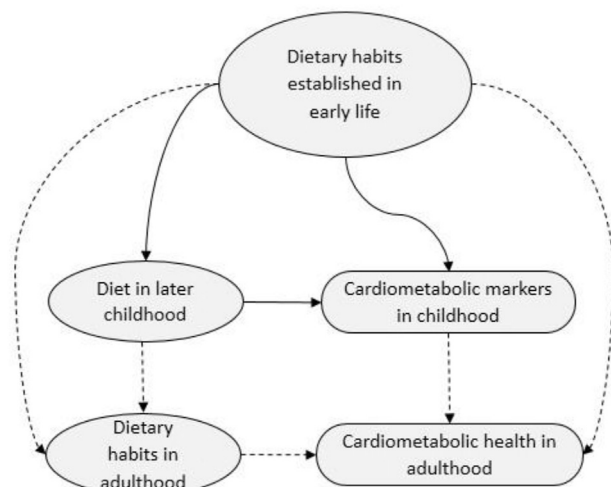 Dietary habits
established in
early life
Diet in later
childhood
Cardiometabolic markers
in childhood
Dietary
habits in
adulthood
Cardiometabolic health in
adulthood